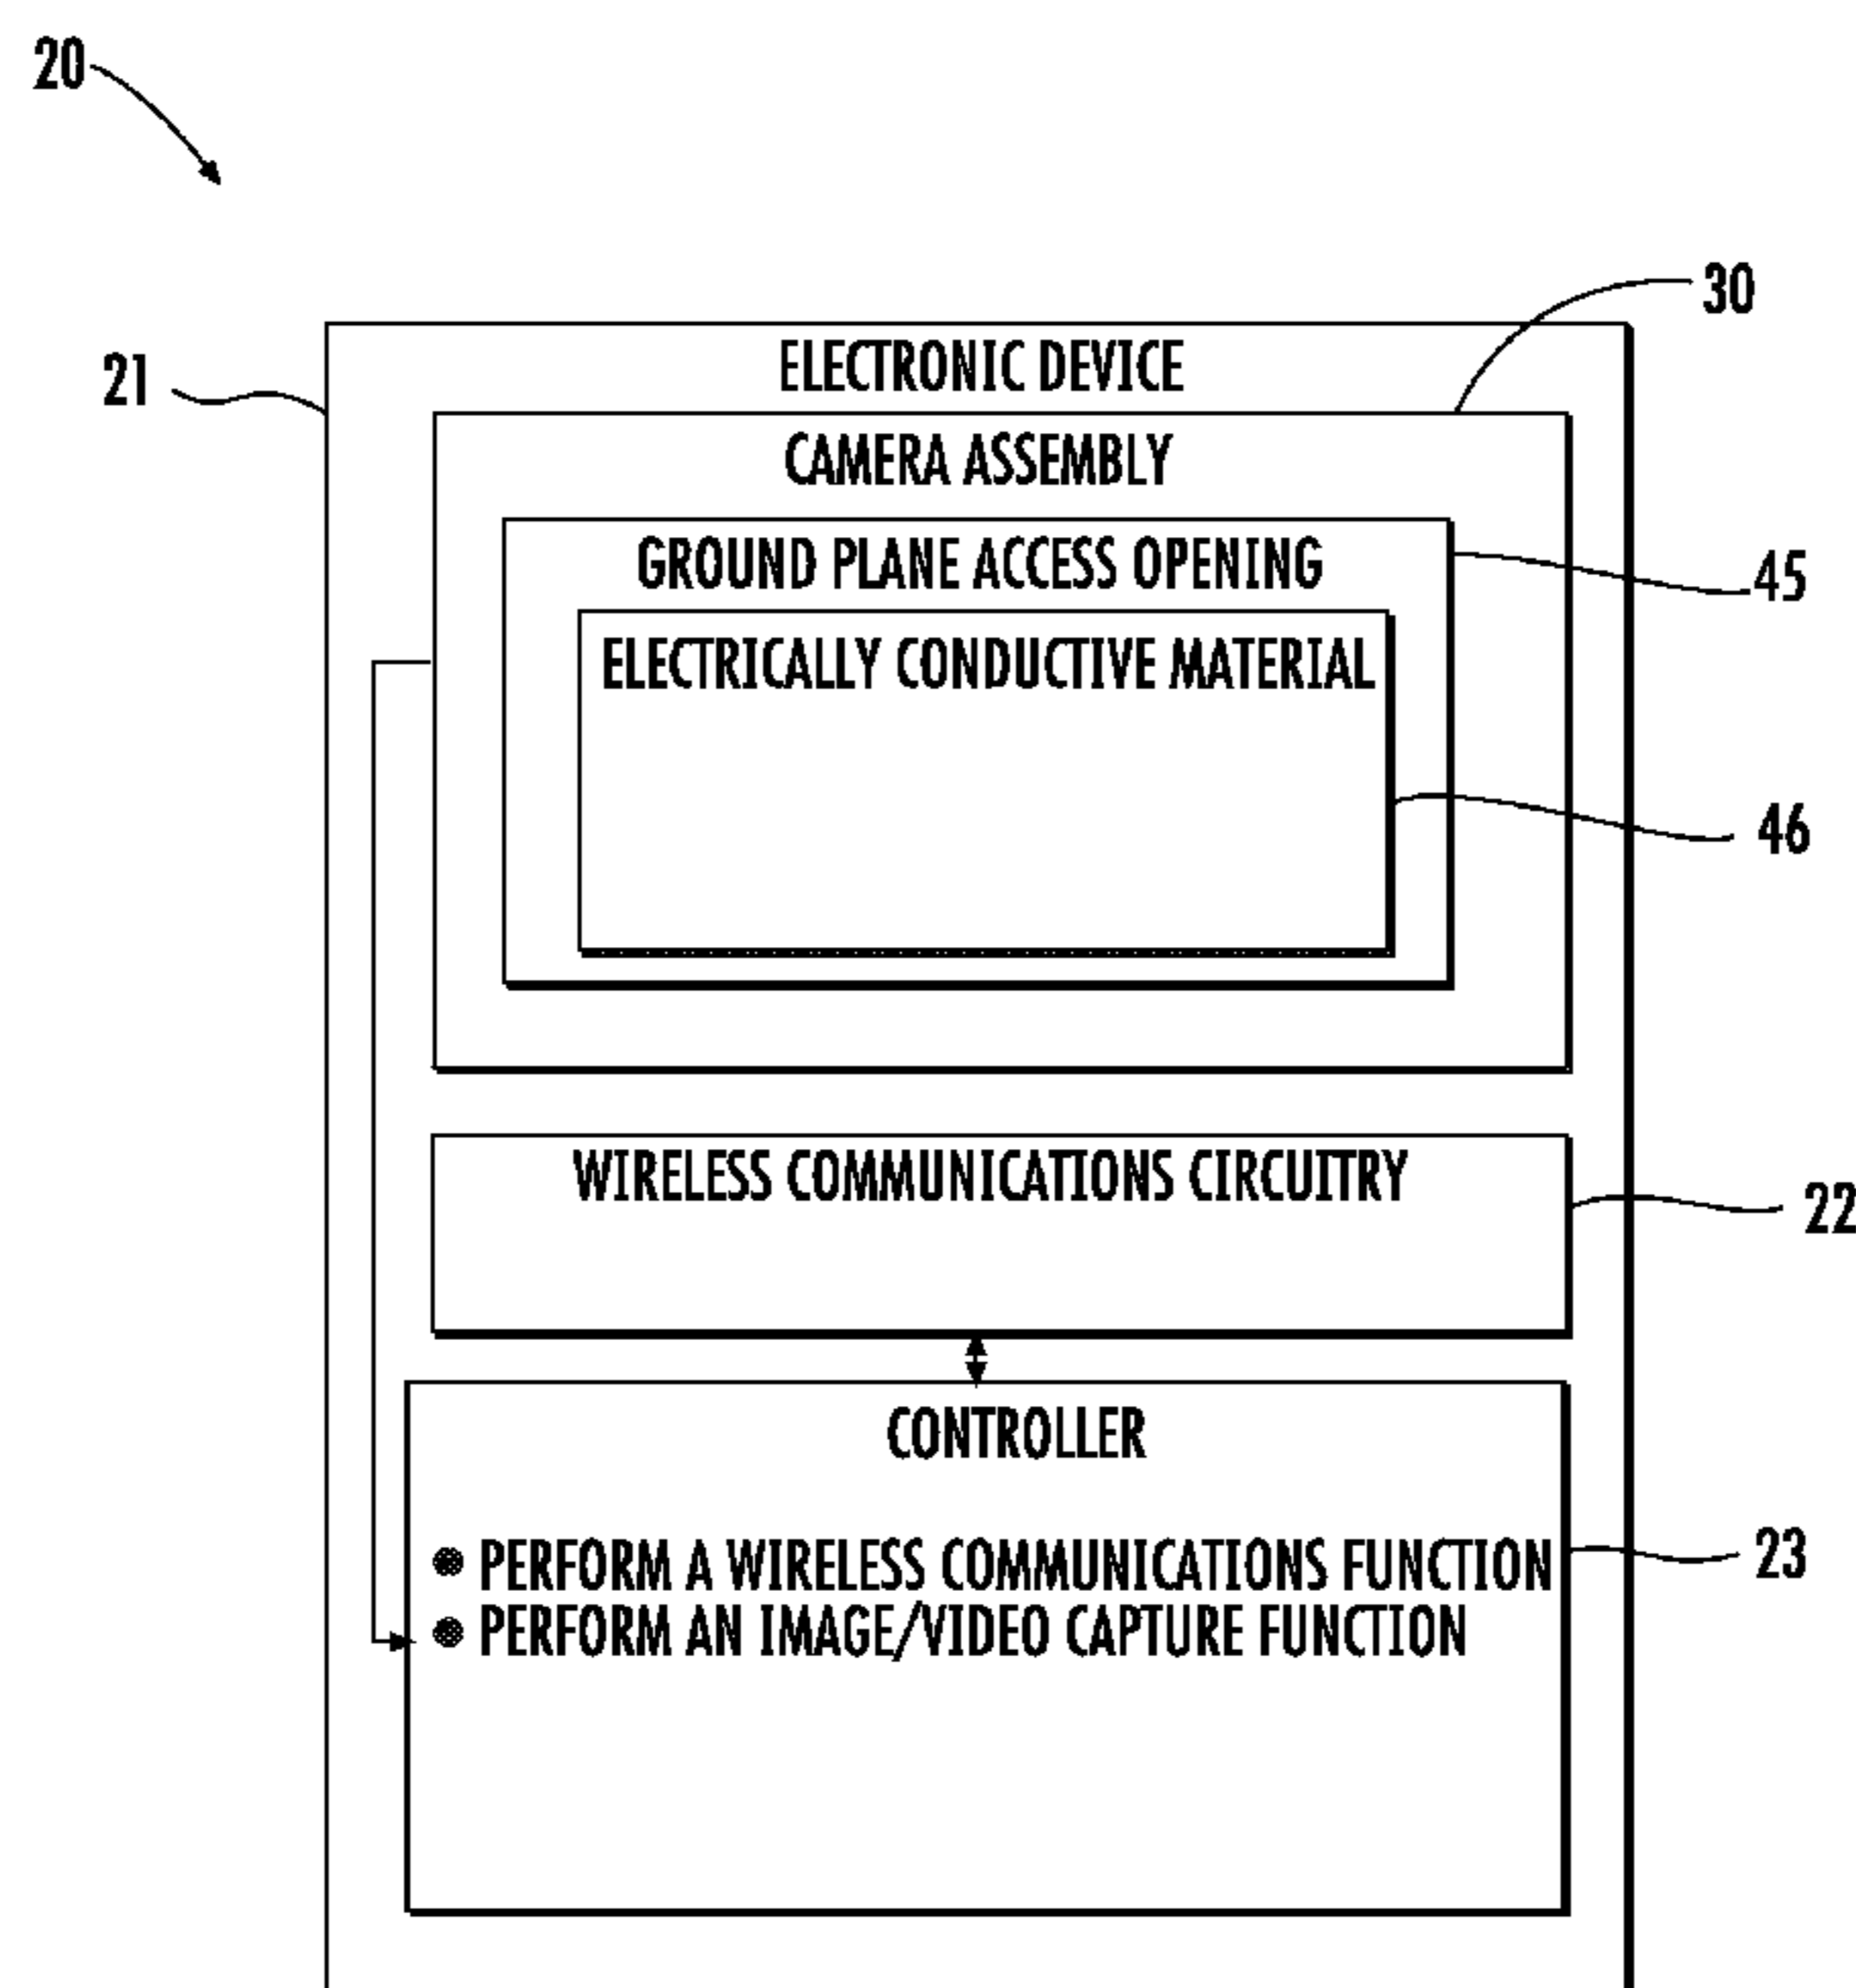 20
30
ELECTRONIC DEVICE
21
CAMERA ASSEMBLY
GROUND PLANE ACCESS OPENING
45
ELECTRICALLY CONDUCTIVE MATERIAL
46
WIRELESS COMMUNICATIONS CIRCUITRY
22
CONTROLLER
● PERFORM A WIRELESS COMMUNICATIONS FUNCTION
23
● PERFORM AN IMAGE/VIDEO CAPTURE FUNCTION